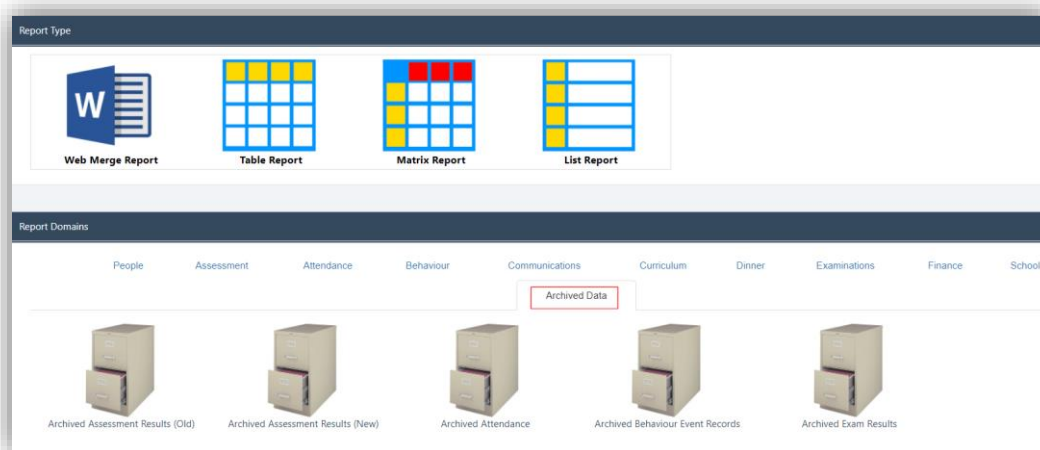 Report Type
W
Web Merge Report Table Report Matrix Report List Report
Report Domains
People Assessment Attendance Behaviour Communications Curriculum Dinner Examinations Finance School
Archived Data
Archived Assessment Results (Old) Archived Assessment Results (New) Archived Attendance Archived Behaviour Event Records Archived Exam Results